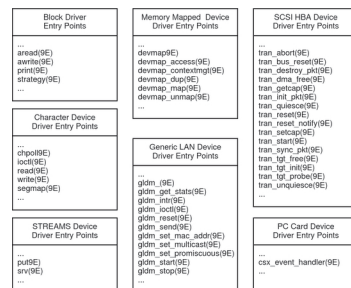 Block Driver
Entry Points
...
aread(9E)
awrite(9E)
print(9E)
strategy(9E)
...
Character Device
Driver Entry Points
...
chpoll9E)
ioctl(9E)
read(9E)
write(9E)
segmap(9E)
...
STREAMS Device
Driver Entry Points
...
put9E)
srv(9E)
...
Memory Mapped Device
Driver Entry Points
...
devmap9E)
devmap_access(9E)
devmap_contextmgt(9E)
devmap_dup(9E)
devmap_map(9E)
devmap_unmap(9E)
...
Generic LAN Device
Driver Entry Points
...
gldm_(9E)
gldm_get_stats(9E)
gldm_intr(9E)
gldm_ioctl(9E)
gldm_reset(9E)
gldm_send(9E)
gldm_set_mac_addr(9E)
gldm_set_multicast(9E)
gldm_set_promiscuous(9E)
gldm_start(9E)
gldm_stop(9E)
...
SCSI HBA Device
Driver Entry Points
...
tran_abort(9E)
tran_bus_reset(9E)
tran_destroy_pkt(9E)
tran_dma_free(9E)
tran_getcap(9E)
tran_init_pkt(9E)
tran_quiesce(9E)
tran_reset(9E)
tran_reset_notify(9E)
tran_setcap(9E)
tran_start(9E)
tran_sync_pkt(9E)
tran_tgt_free(9E)
tran_tgt_init(9E)
tran_tgt_probe(9E)
tran_unquiesce(9E)
...
PC Card Device
Driver Entry Points
...
csx_event_handler(9E)
...